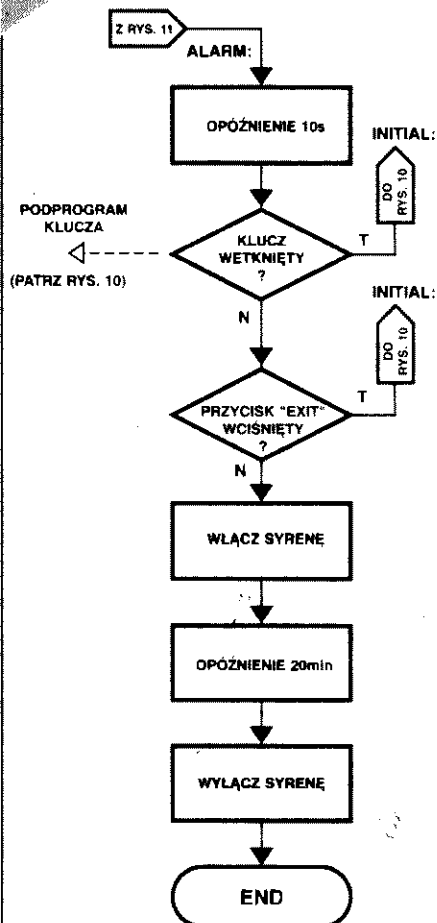 Z RYS. 11
ALARM:
OPÓŹNIENIE 10s
INITIAL:
DO
RYS. 10
PODPROGRAM
KLUCZA
(PATRZ RYS. 10)
KLUCZ
WETKNIĘTY
?
T
N
INITIAL:
DO
RYS. 10
PRZYCISK "EXIT"
WCIŚNIĘTY
?
T
N
WŁĄCZ SYRENĘ
OPÓŹNIENIE 20min
WYŁĄCZ SYRENĘ
END